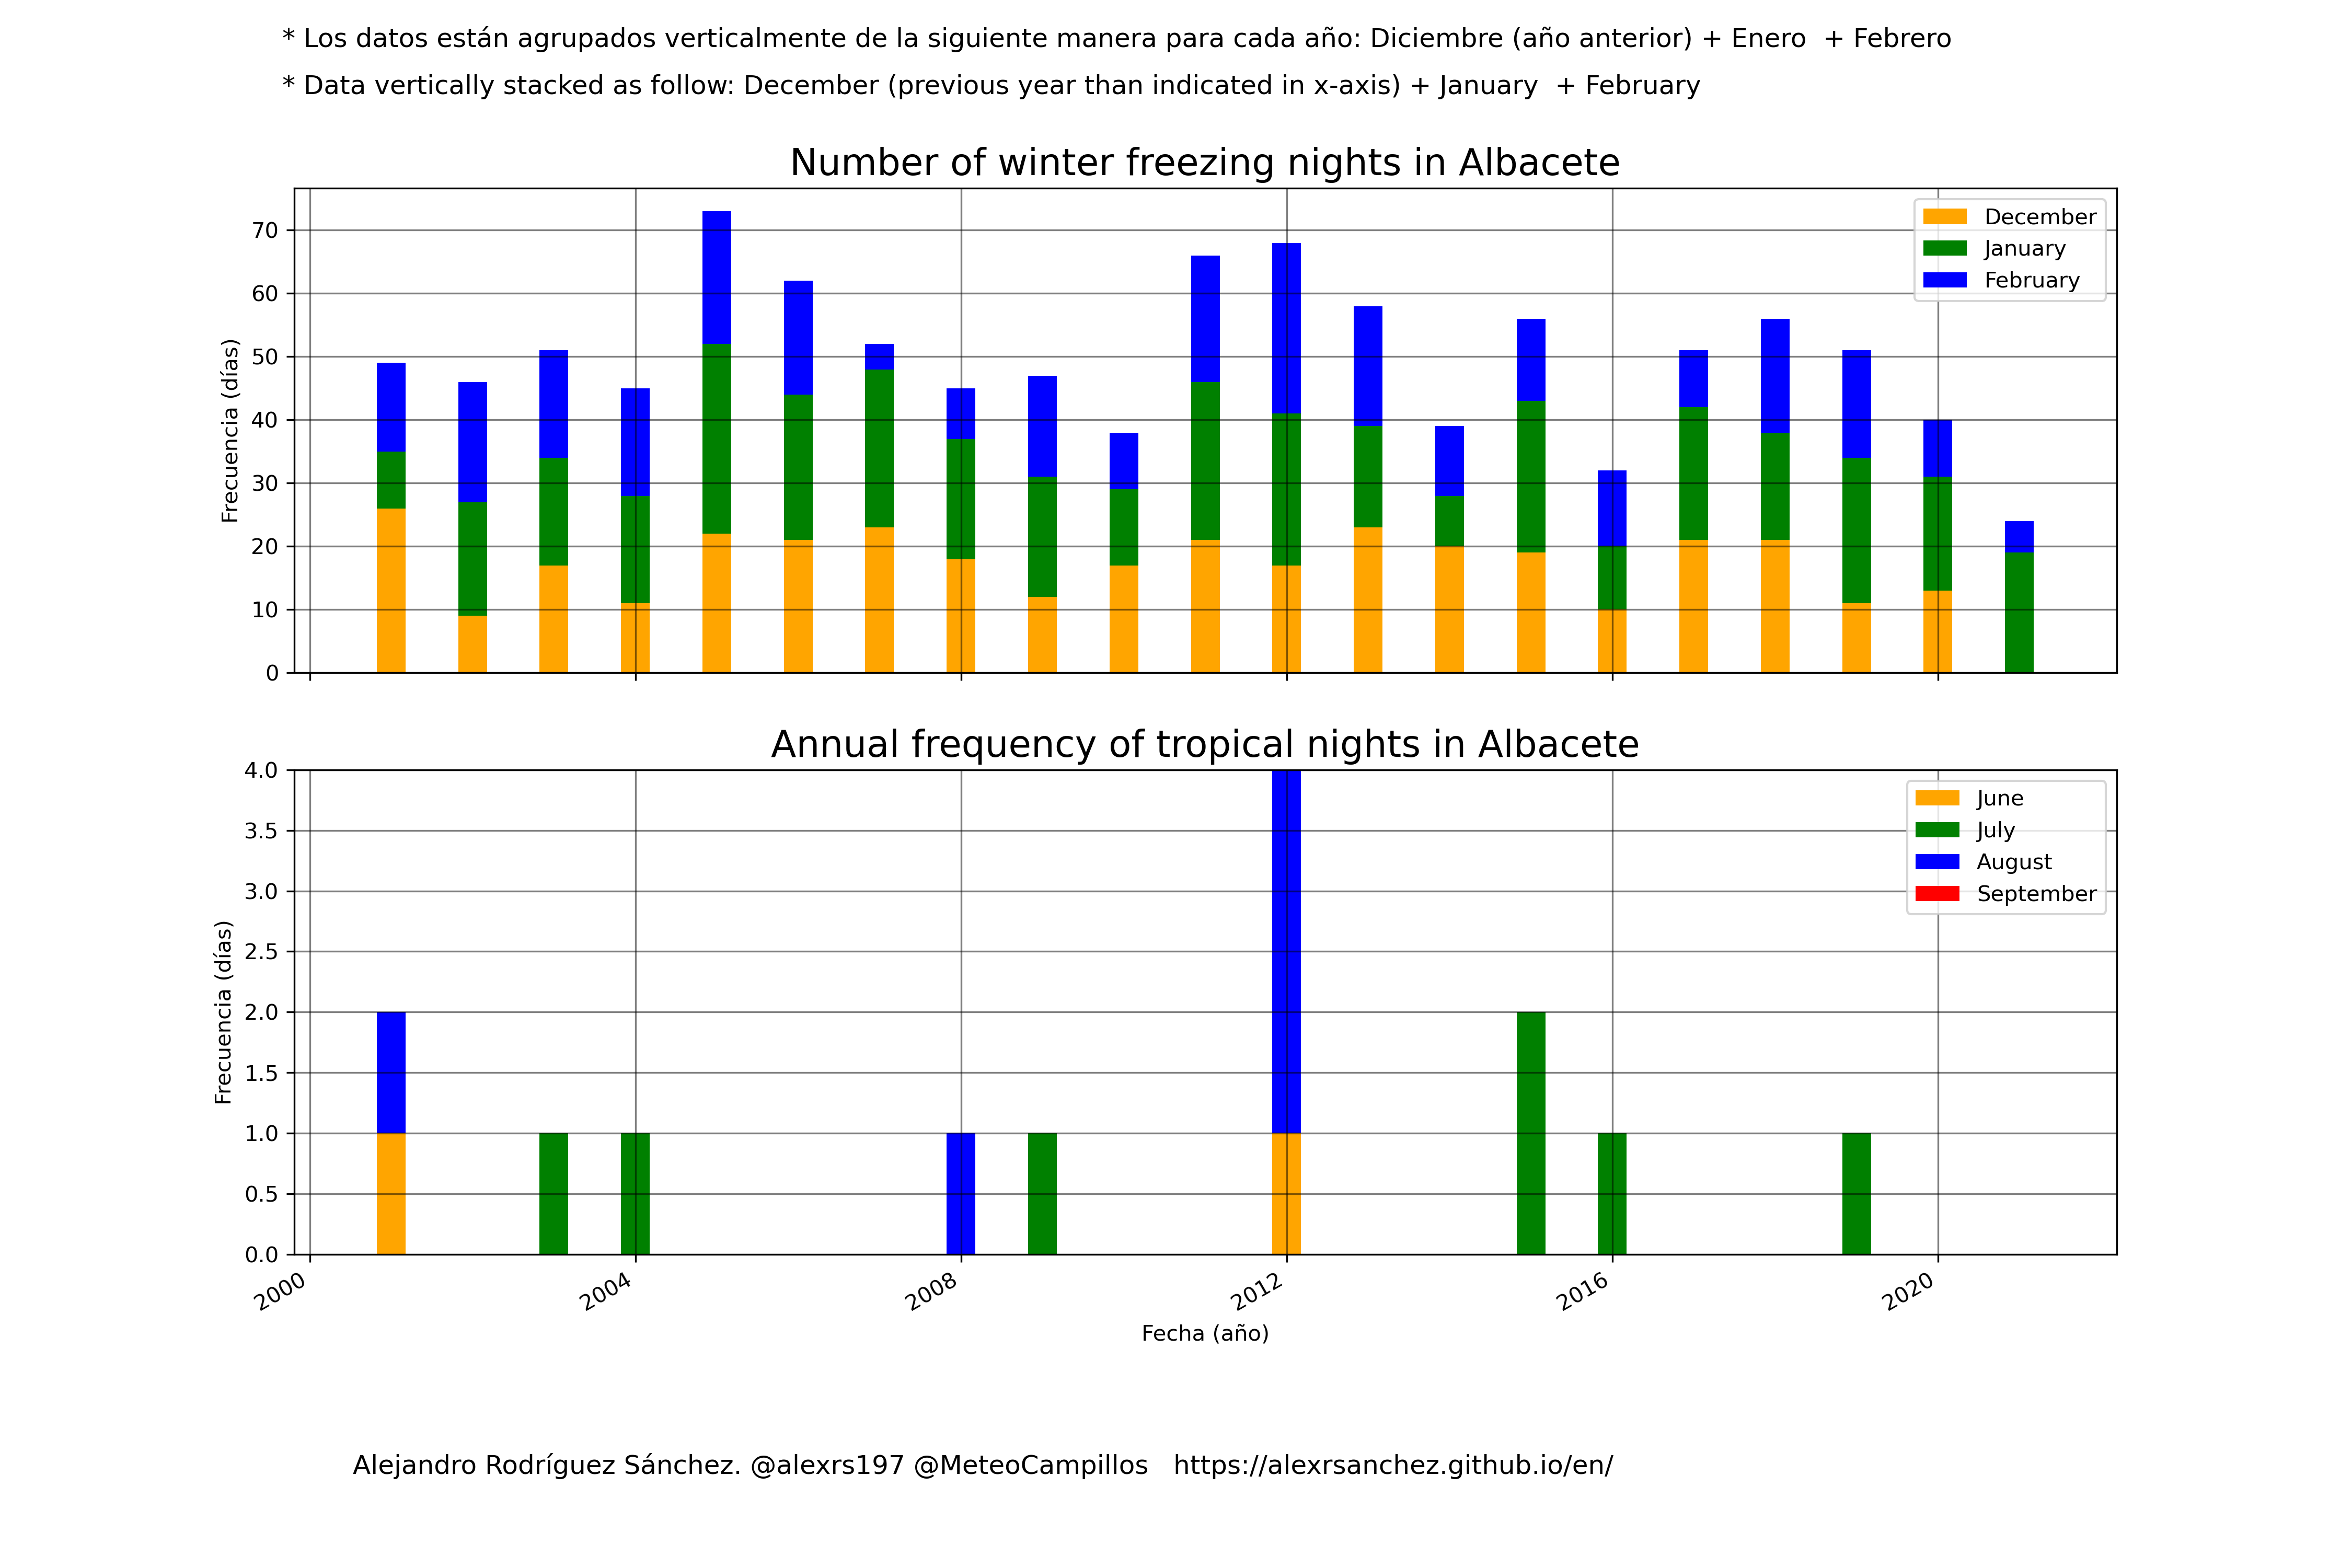 * Los datos están agrupados verticalmente de la siguiente manera para cada año: Diciembre (año anterior) + Enero  + Febrero
* Data vertically stacked as follow: December (previous year than indicated in x-axis) + January  + February
Number of winter freezing nights in Albacete
Frecuencia (días)
70
60
50
40
30
20
10
0
December
January
February
Annual frequency of tropical nights in Albacete
Frecuencia (días)
4.0
3.5
3.0
2.5
2.0
1.5
1.0
0.5
0.0
June
July
August
September
2000
2004
2008
2012
2016
2020
Fecha (año)
Alejandro Rodríguez Sánchez. @alexrs197 @MeteoCampillos   https://alexrsanchez.github.io/en/